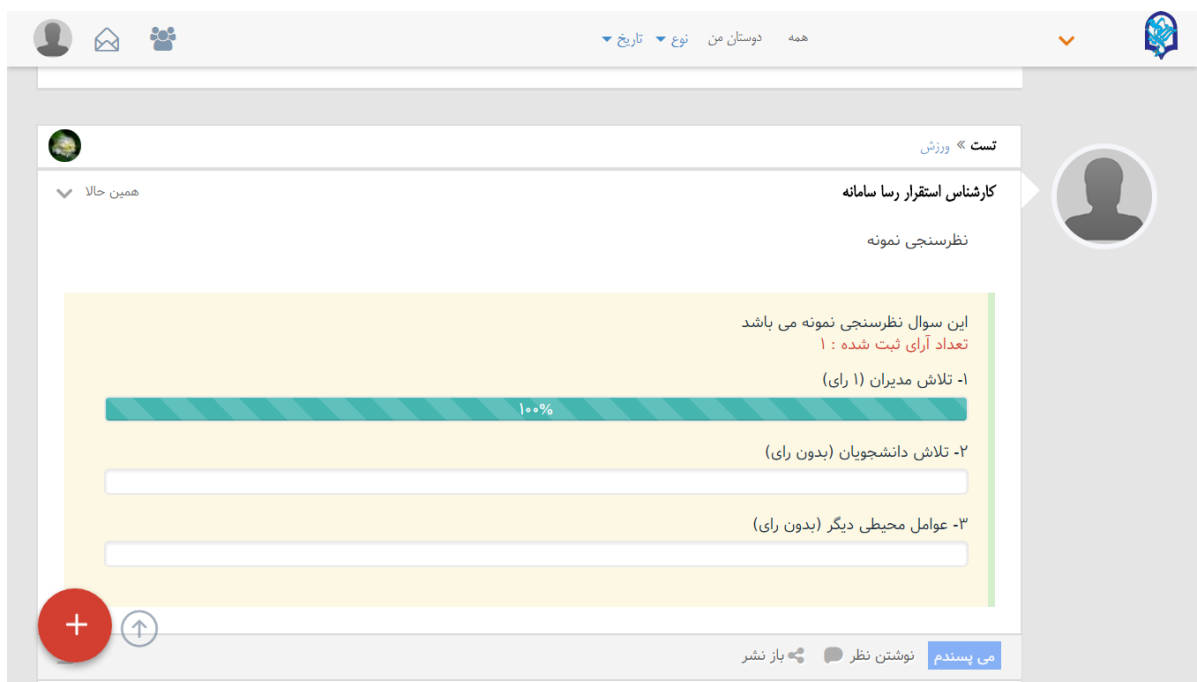 همه دوستان من نوع تاریخ
تست » ورزش
کارشناس استقرار رسا سامانه
همین حالا
نظرسنجی نمونه
این سوال نظرسنجی نمونه می باشد
تعداد آرای ثبت شده : ۱
۱- تلاش مدیران (۱ رای)
۱۰۰%
۲- تلاش دانشجویان (بدون رای)
۳- عوامل محیطی دیگر (بدون رای)
می پسندم نوشتن نظر باز نشر